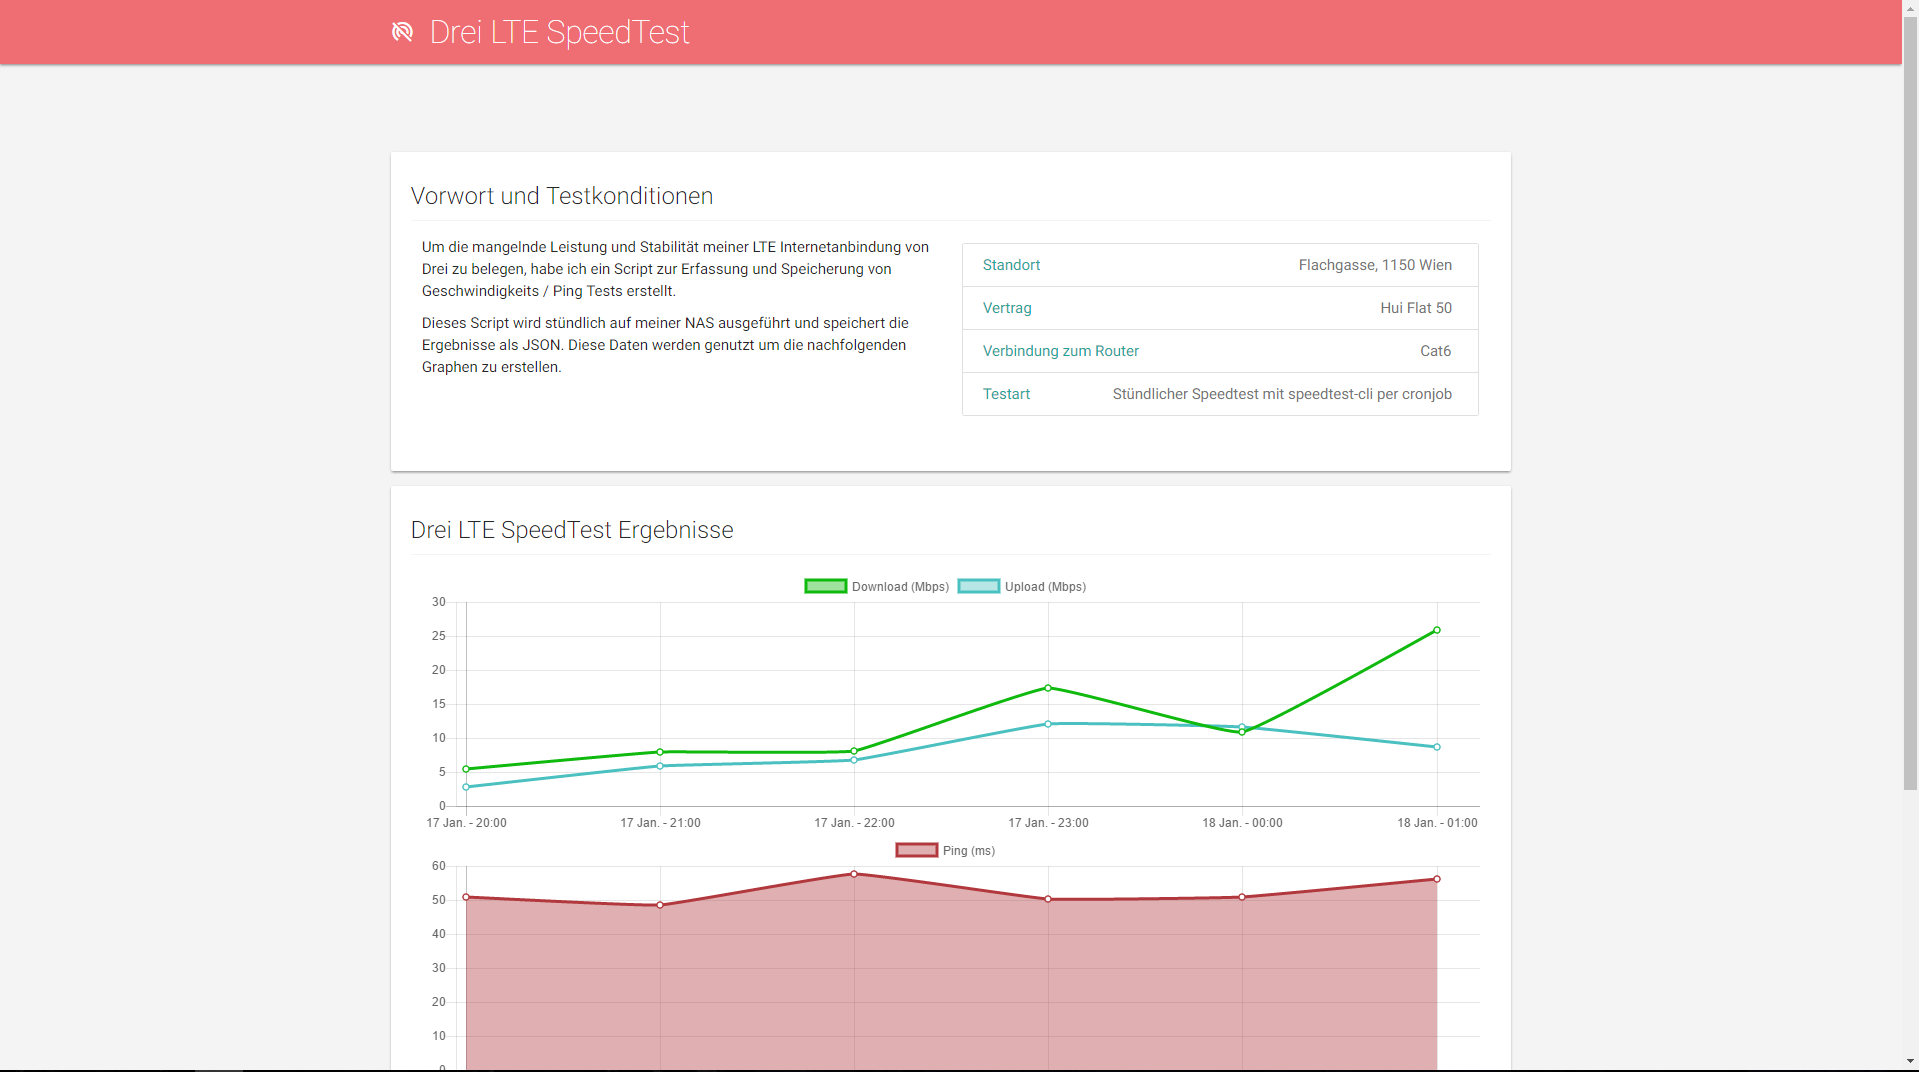 Drei LTE SpeedTest
Vorwort und Testkonditionen
Um die mangelnde Leistung und Stabilität meiner LTE Internetanbindung von
Drei zu belegen, habe ich ein Script zur Erfassung und Speicherung von
Geschwindigkeits / Ping Tests erstellt.
Dieses Script wird stündlich auf meiner NAS ausgeführt und speichert die
Ergebnisse als JSON. Diese Daten werden genutzt um die nachfolgenden
Graphen zu erstellen.
Standort Flachgasse, 1150 Wien
Vertrag Hui Flat 50
Verbindung zum Router Cat6
Testart Stündlicher Speedtest mit speedtest-cli per cronjob
Drei LTE SpeedTest Ergebnisse
Download (Mbps) Upload (Mbps)
30
25
20
15
10
5
0
17 Jan. - 20:00 17 Jan. - 21:00 17 Jan. - 22:00 17 Jan. - 23:00 18 Jan. - 00:00 18 Jan. - 01:00
Ping (ms)
60
50
40
30
20
10
0